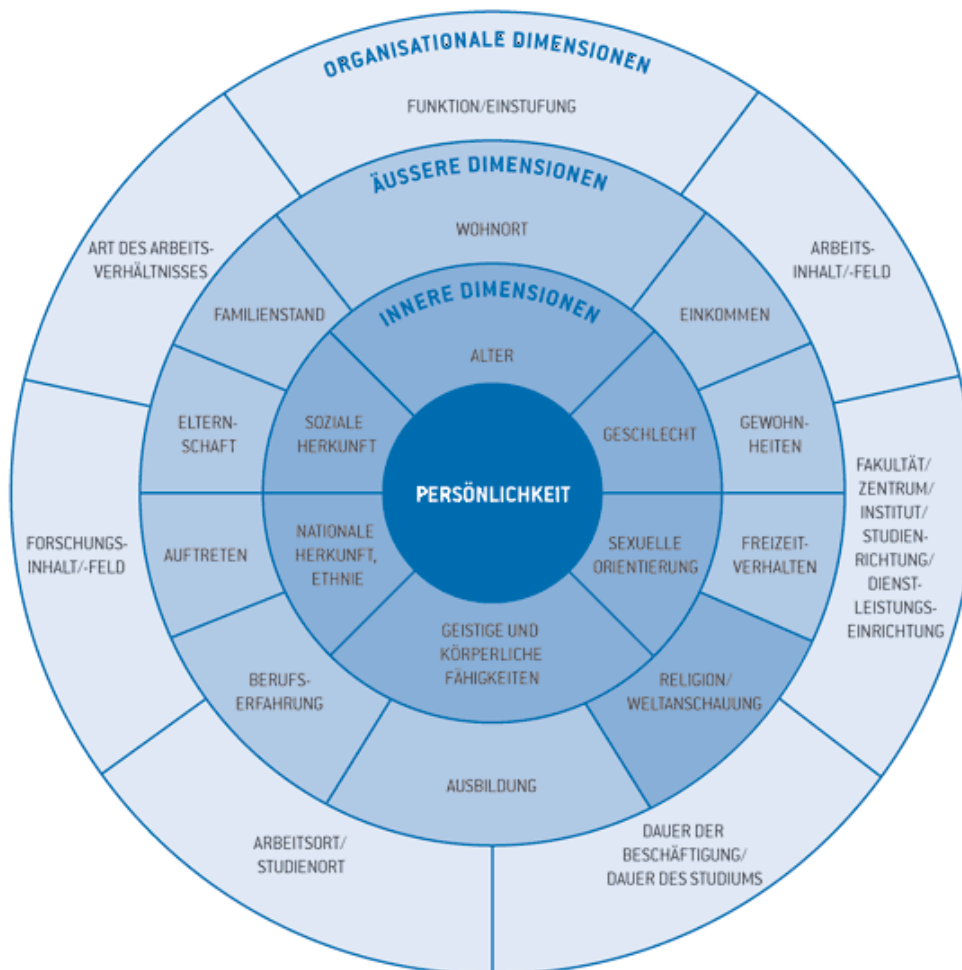 ORGANISATIONALE DIMENSIONEN
FUNKTION/EINSTUFUNG
ÄUSSERE DIMENSIONEN
WOHNORT
ART DES ARBEITS-
VERHÄLTNISSES
ARBEITS-
INHALT/-FELD
FAMILIENSTAND
INNERE DIMENSIONEN
EINKOMMEN
ALTER
ELTERN-
SCHAFT
SOZIALE
HERKUNFT
GESCHLECHT
GEWOHN-
HEITEN
PERSÖNLICHKEIT
FAKULTÄT/
ZENTRUM/
INSTITUT/
STUDIEN-
RICHTUNG/
DIENST-
LEISTUNGS-
EINRICHTUNG
FORSCHUNGS-
INHALT/-FELD
AUFTRETEN
NATIONALE
HERKUNFT,
ETHNIE
SEXUELLE
ORIENTIERUNG
FREIZEIT-
VERHALTEN
GEISTIGE UND
KÖRPERLICHE
FÄHIGKEITEN
BERUFS-
ERFAHRUNG
RELIGION/
WELTANSCHAUUNG
AUSBILDUNG
ARBEITSORT/
STUDIENORT
DAUER DER
BESCHÄFTIGUNG/
DAUER DES STUDIUMS